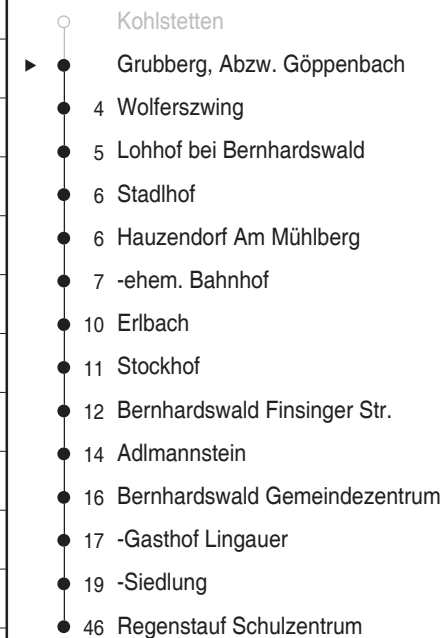 Kohlstetten
Grubberg, Abzw. Göppenbach
4 Wolferszwing
5 Lohhof bei Bernhardswald
6 Stadlhof
6 Hauzendorf Am Mühlberg
7 -ehem. Bahnhof
10 Erlbach
11 Stockhof
12 Bernhardswald Finsinger Str.
14 Adlmannstein
16 Bernhardswald Gemeindezentrum
17 -Gasthof Lingauer
19 -Siedlung
46 Regenstauf Schulzentrum